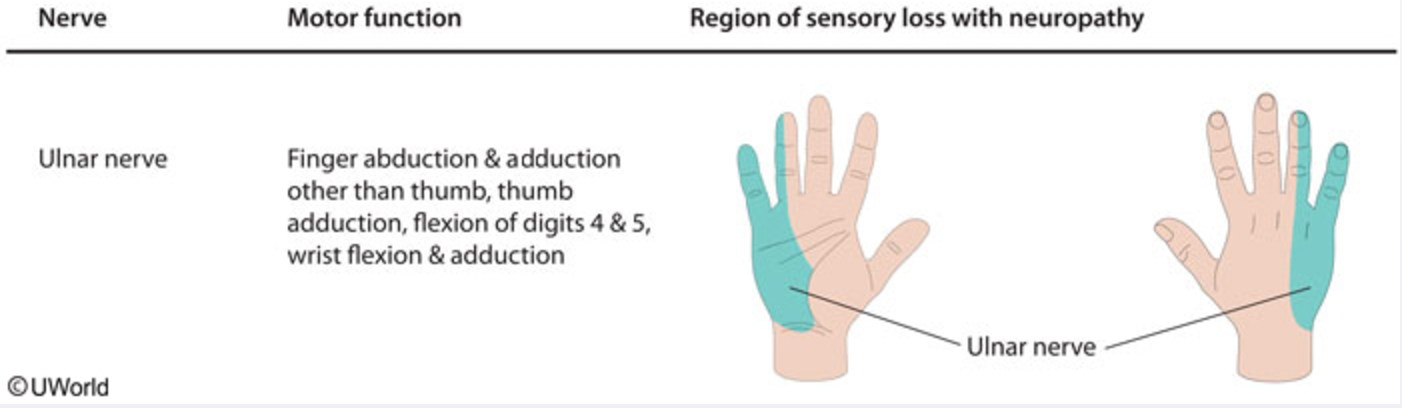 Nerve Motor function Region of sensory loss with neuropathy
Ulnar nerve
Finger abduction & adduction
other than thumb, thumb
adduction, flexion of digits 4 & 5,
wrist flexion & adduction
Ulnar nerve
©UWorld